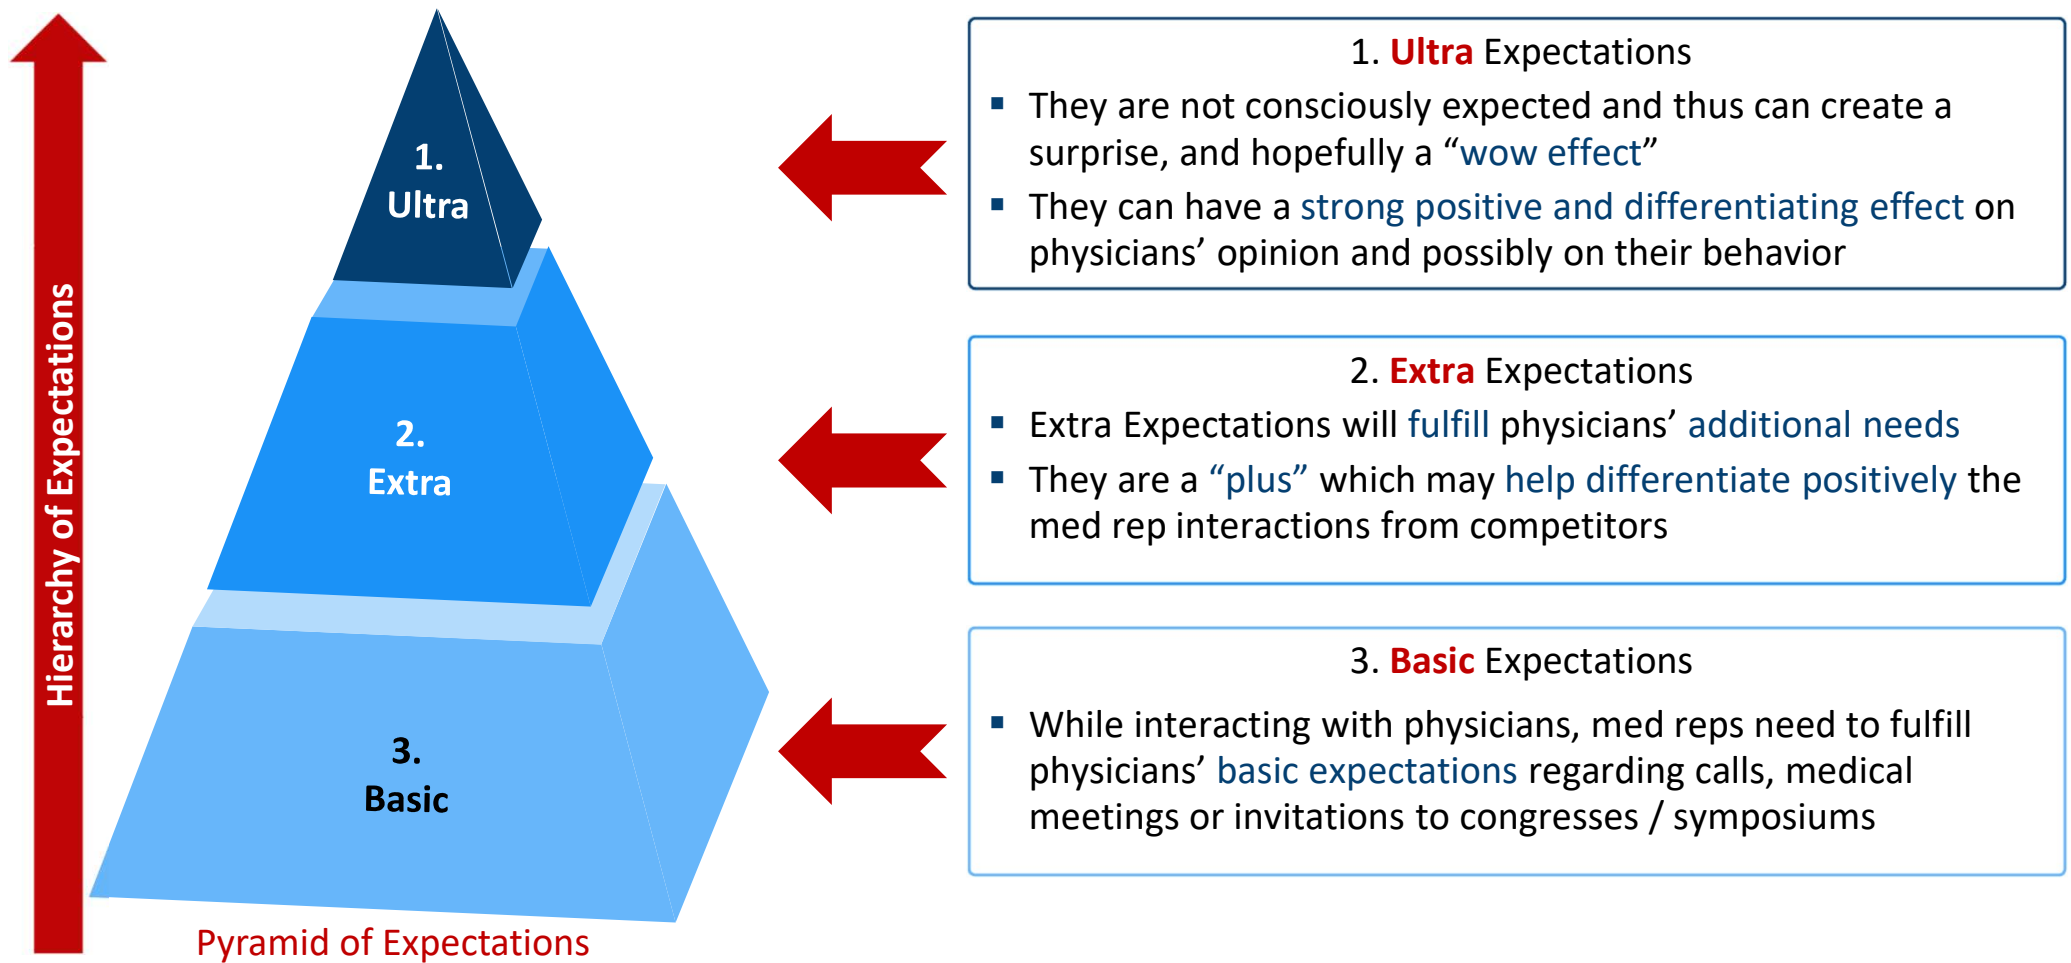 Hierarchy of Expectations
1.
Ultra
2.
Extra
3.
Basic
Pyramid of Expectations
1. Ultra Expectations
▪ They are not consciously expected and thus can create a
surprise, and hopefully a “wow effect”
▪ They can have a strong positive and differentiating effect on
physicians’ opinion and possibly on their behavior
2. Extra Expectations
▪ Extra Expectations will fulfill physicians’ additional needs
▪ They are a “plus” which may help differentiate positively the
med rep interactions from competitors
3. Basic Expectations
▪ While interacting with physicians, med reps need to fulfill
physicians’ basic expectations regarding calls, medical
meetings or invitations to congresses / symposiums